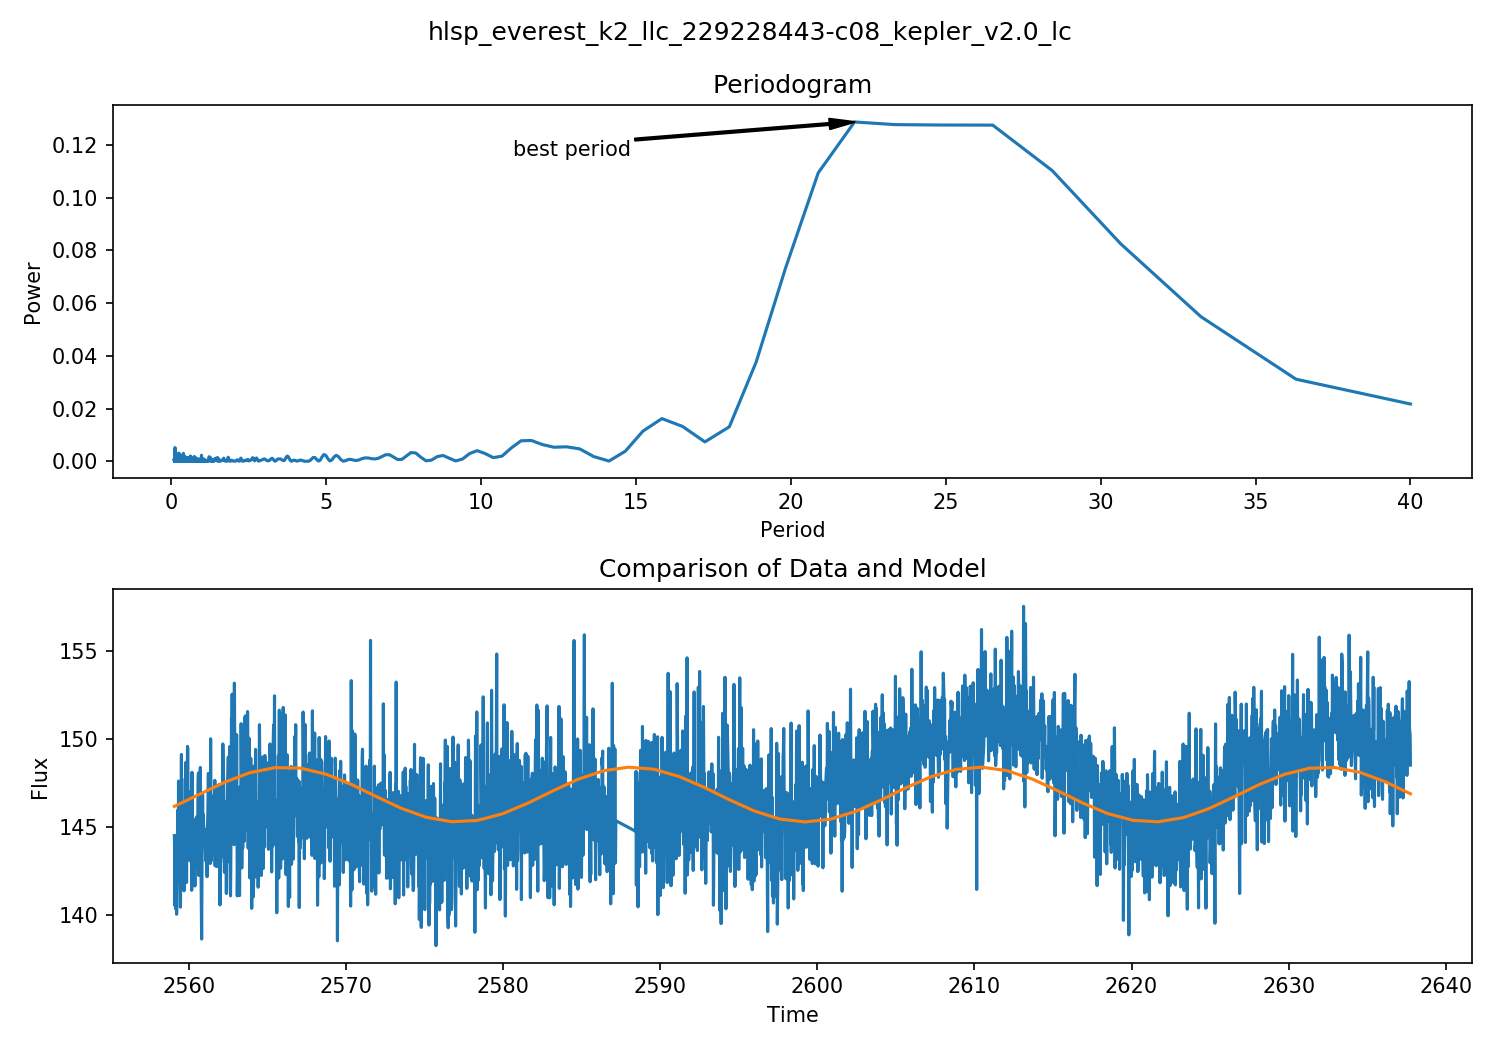 hlsp_everest_k2_llc_229228443-c08_kepler_v2.0_lc
Periodogram
0.12
0.10
0.08
0.06
0.04
0.02
0.00
Power
best period
0 5 10 15 20 25 30 35 40
Period
Comparison of Data and Model
155
150
145
140
Flux
2560 2570 2580 2590 2600 2610 2620 2630 2640
Time